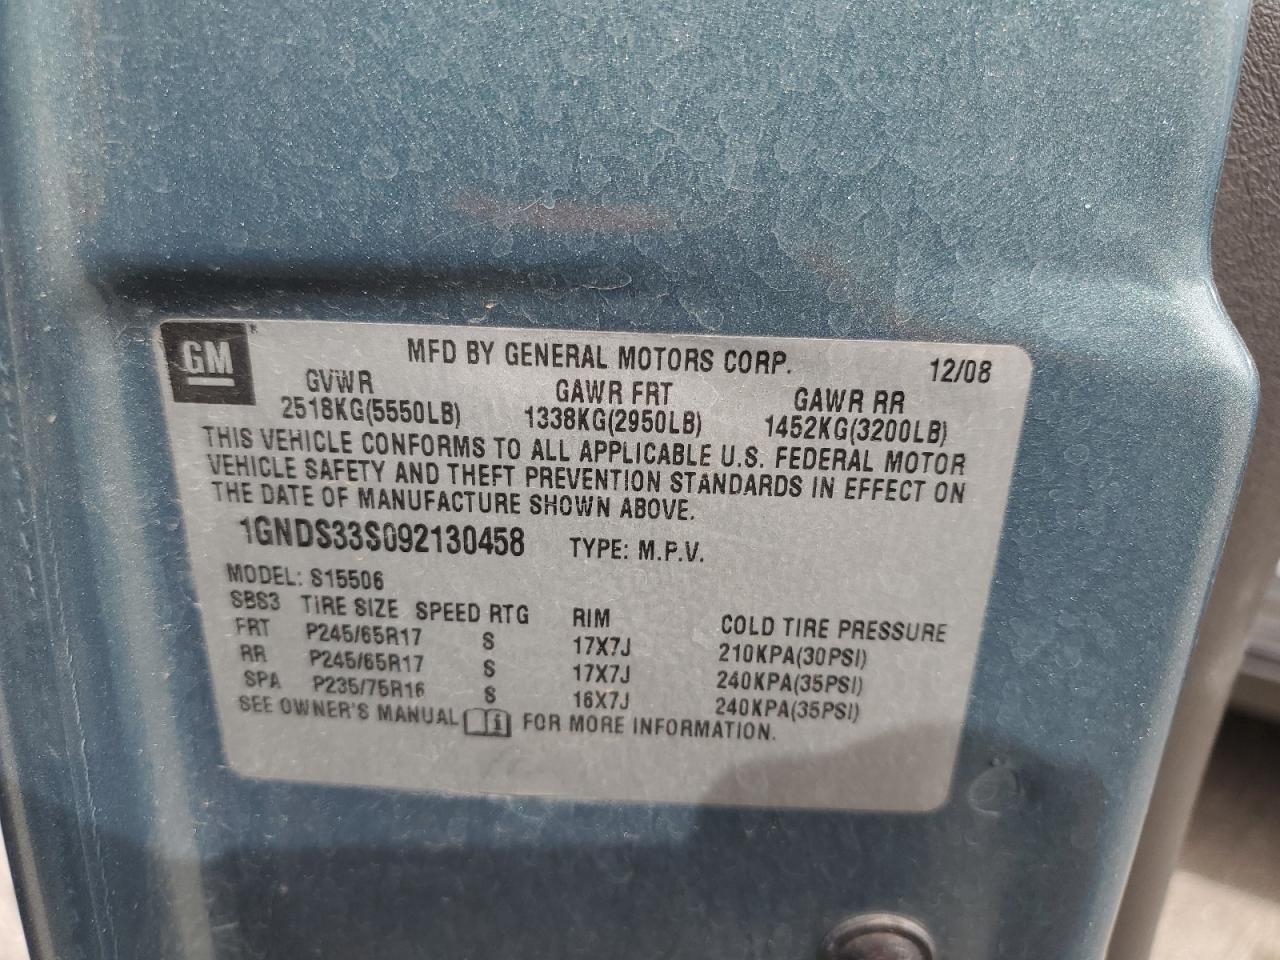 GM MFD BY GENERAL MOTORS CORP. 12/08
GVWR GAWR FRT GAWR RR
2518KG(5550LB) 1338KG(2950LB) 1452KG(3200LB)
THIS VEHICLE CONFORMS TO ALL APPLICABLE U.S. FEDERAL MOTOR
VEHICLE SAFETY AND THEFT PREVENTION STANDARDS IN EFFECT ON
THE DATE OF MANUFACTURE SHOWN ABOVE.
1GNDS33S092130458 TYPE: M.P.V.
MODEL: S15506
SBS3 TIRE SIZE SPEED RTG RIM COLD TIRE PRESSURE
FRT P245/65R17 S 17X7J 210KPA(30PSI)
RR P245/65R17 S 17X7J 240KPA(35PSI)
SPA P235/75R16 S 16X7J 240KPA(35PSI)
SEE OWNER'S MANUAL FOR MORE INFORMATION.